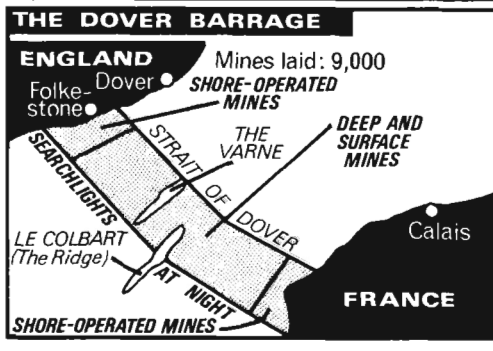 THE DOVER BARRAGE
ENGLAND
Dover
Folke-
stone
Mines laid: 9,000
SHORE-OPERATED
MINES
THE
VARNE
DEEP AND
SURFACE
MINES
STRAIT OF DOVER
SEARCHLIGHTS
AT NIGHT
LE COLBART
(The Ridge)
Calais
FRANCE
SHORE-OPERATED MINES